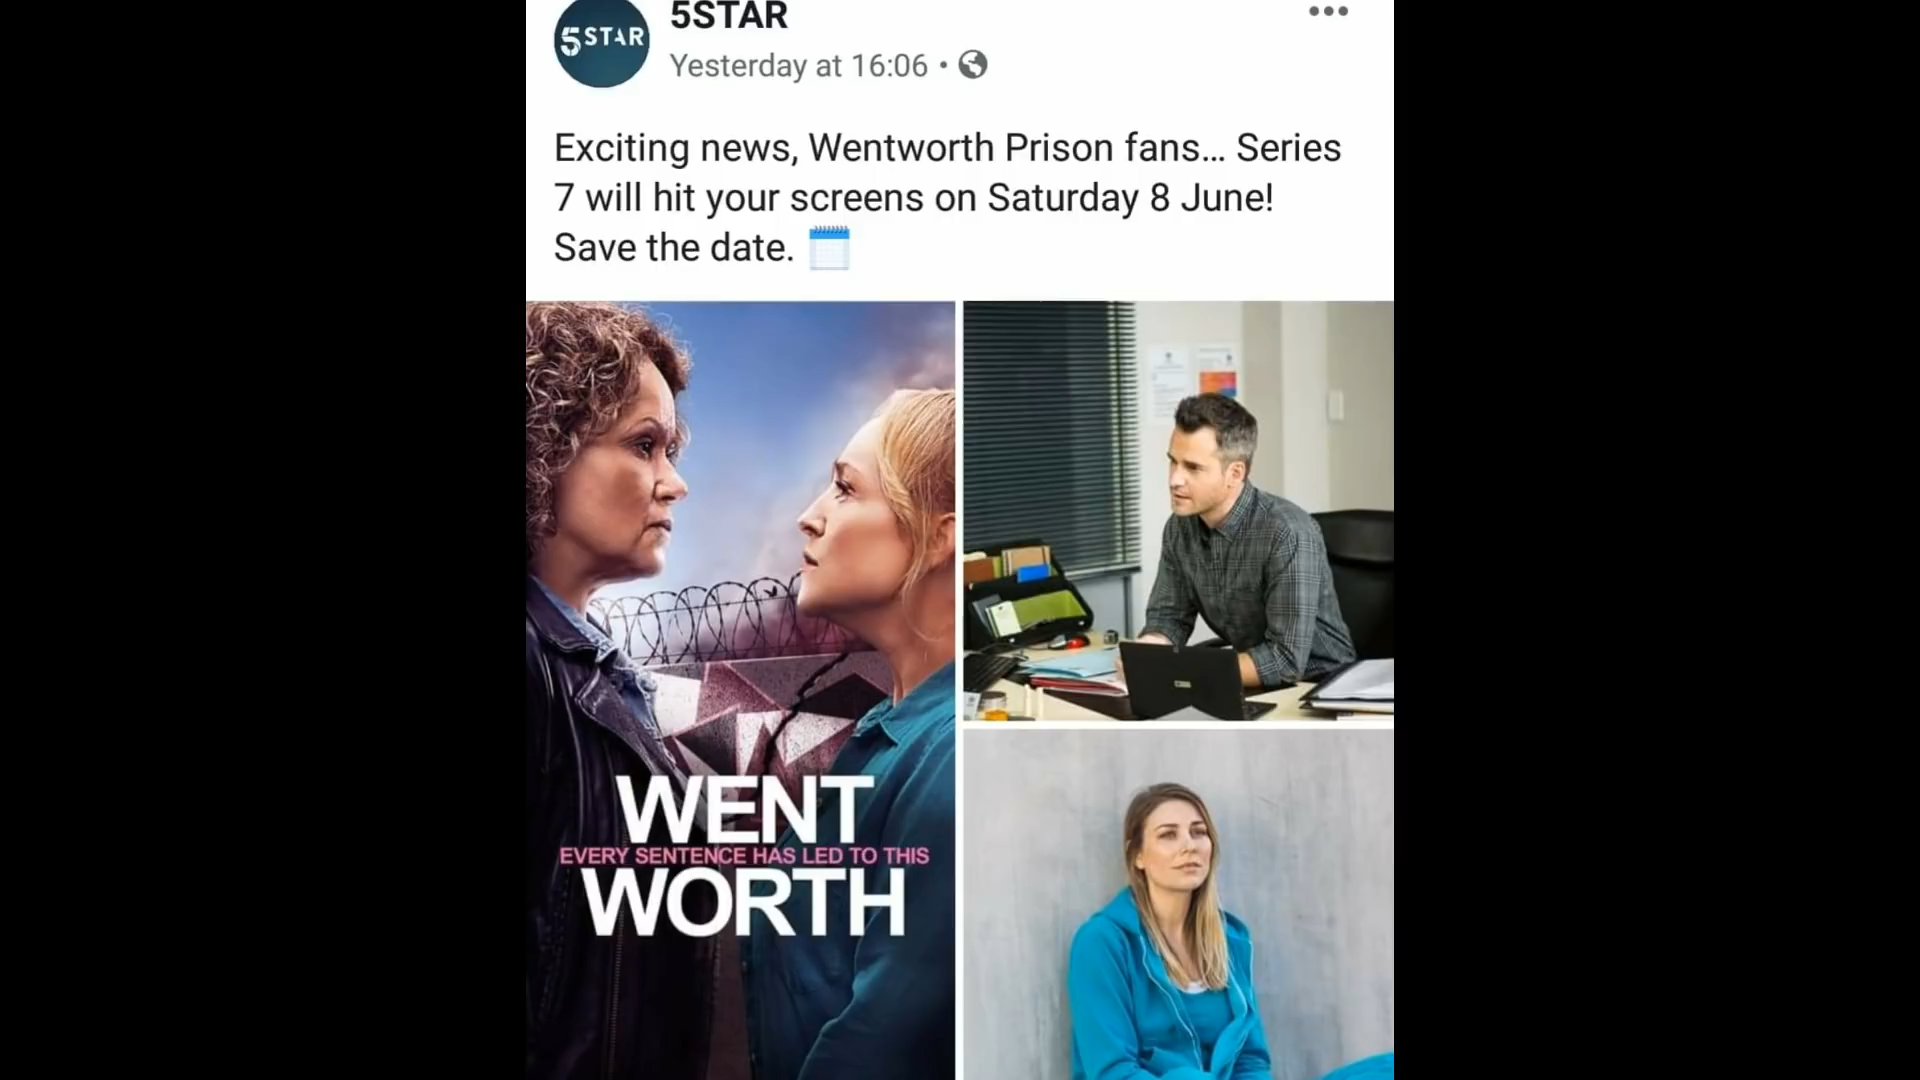 5STAR
5STAR
Yesterday at 16:06 •
Exciting news, Wentworth Prison fans... Series
7 will hit your screens on Saturday 8 June!
Save the date.
WENT
EVERY SENTENCE HAS LED TO THIS
WORTH